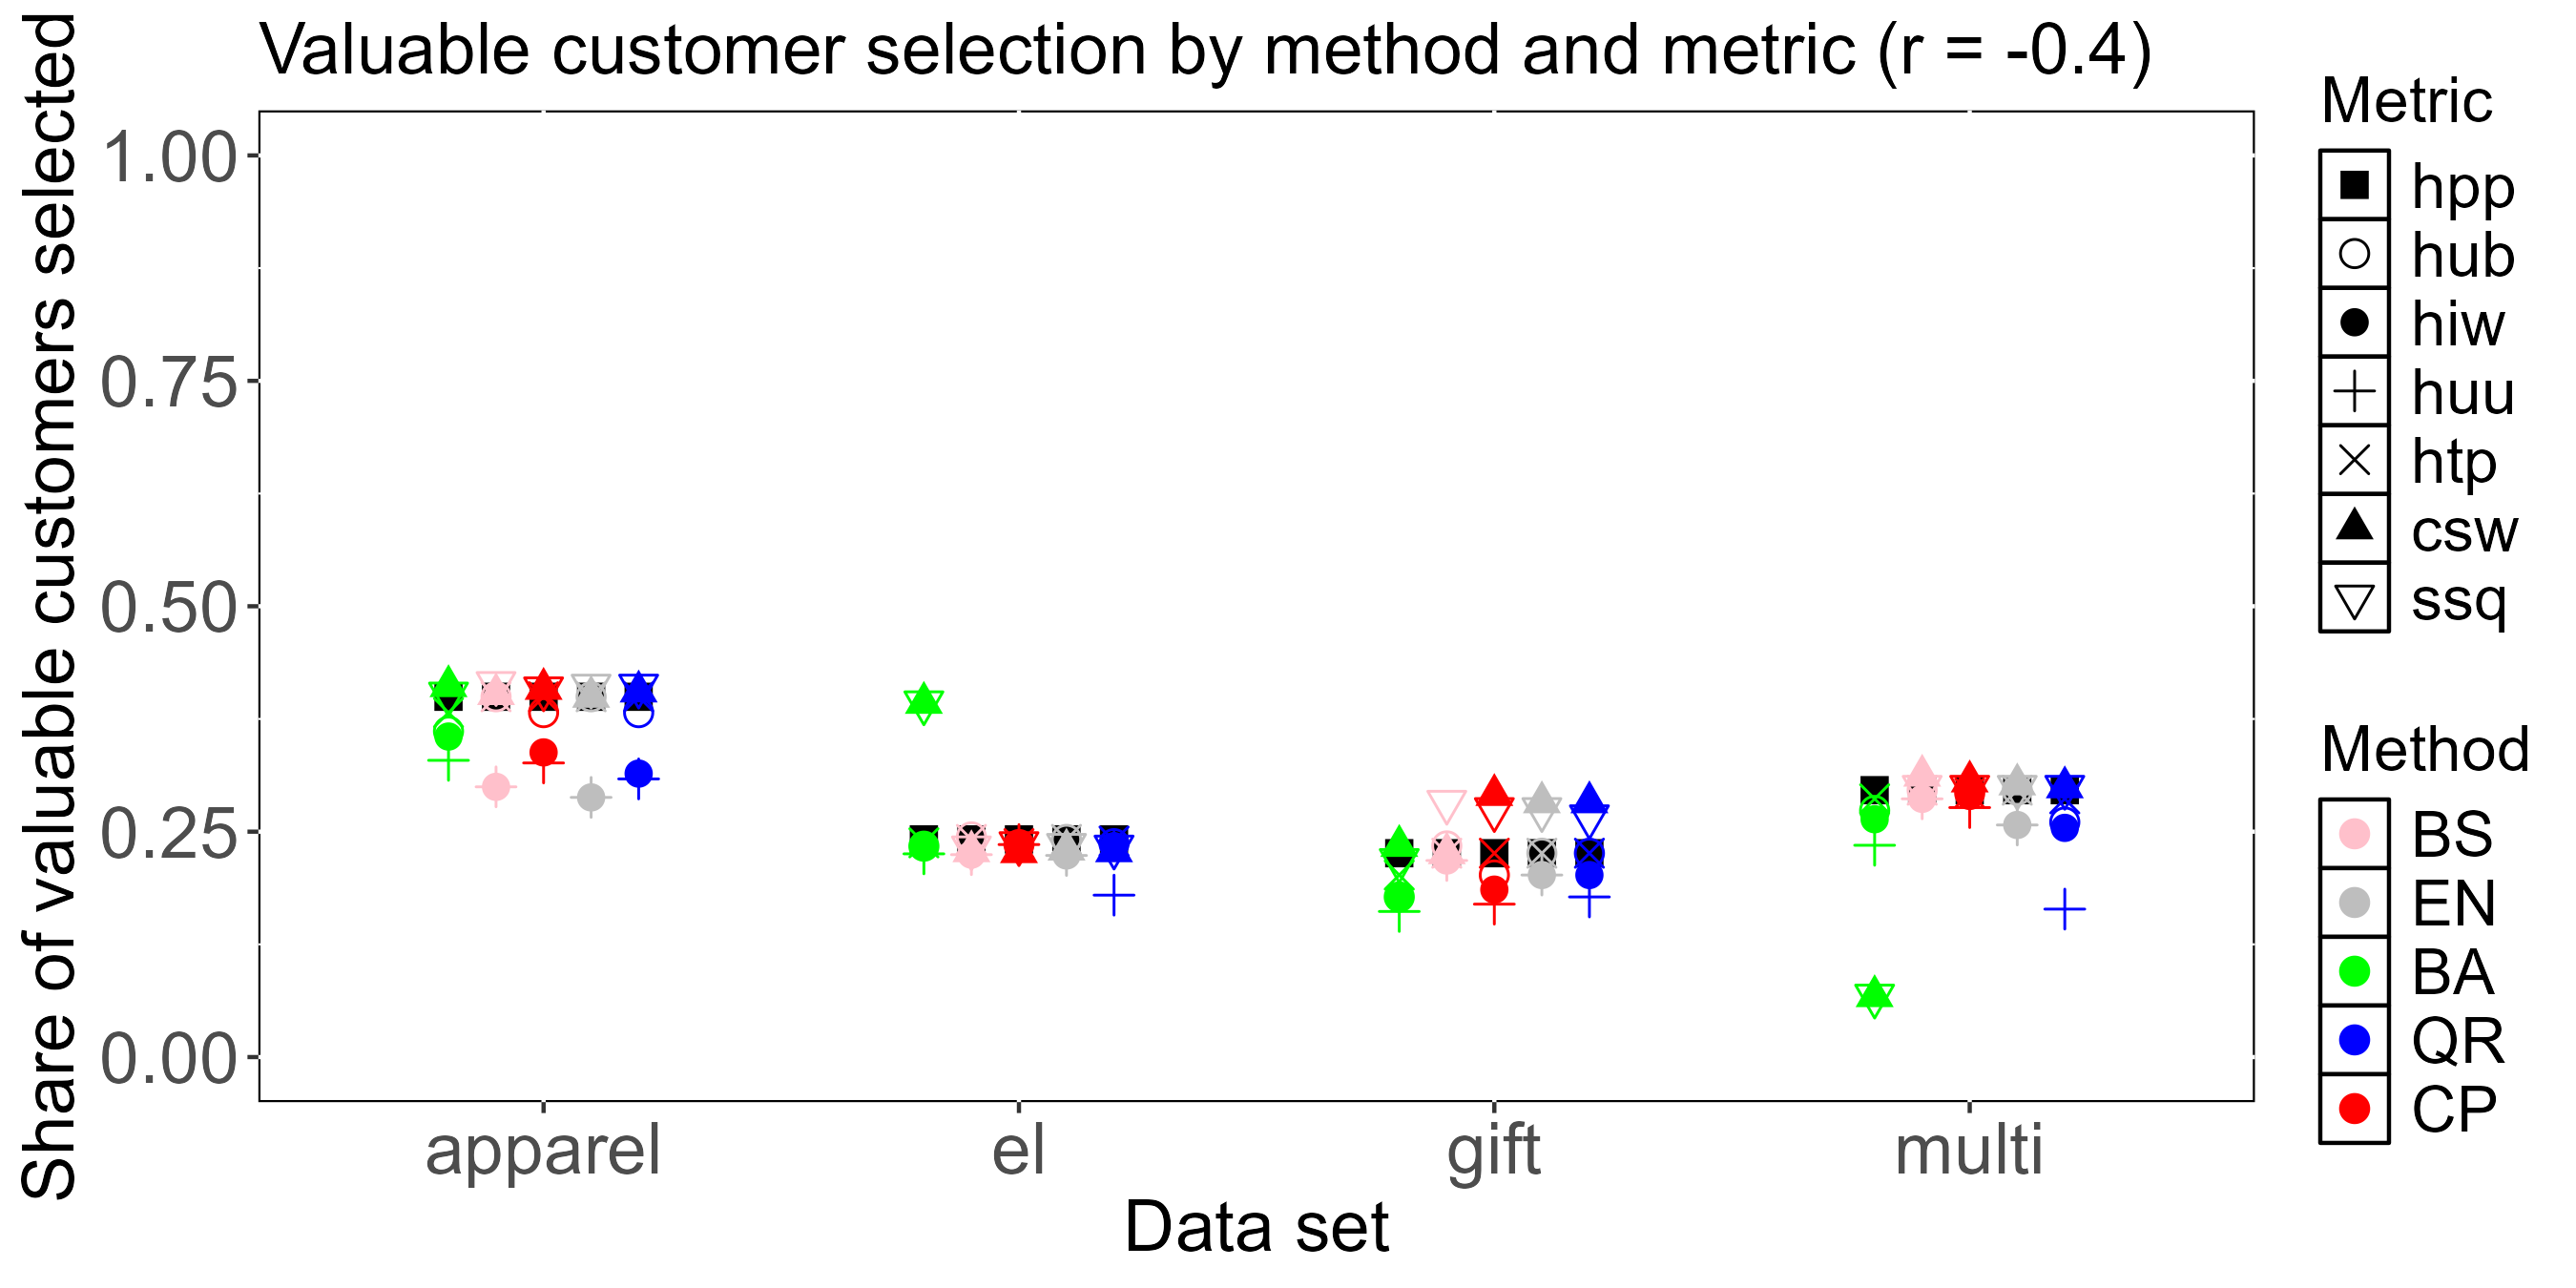 Valuable customer selection by method and metric (r = -0.4)
Share of valuable customers selected
1.00
0.75
0.50
0.25
0.00
apparel
el
gift
multi
Data set
Metric
hpp
hub
hiw
huu
htp
csw
ssq
Method
BS
EN
BA
QR
CP